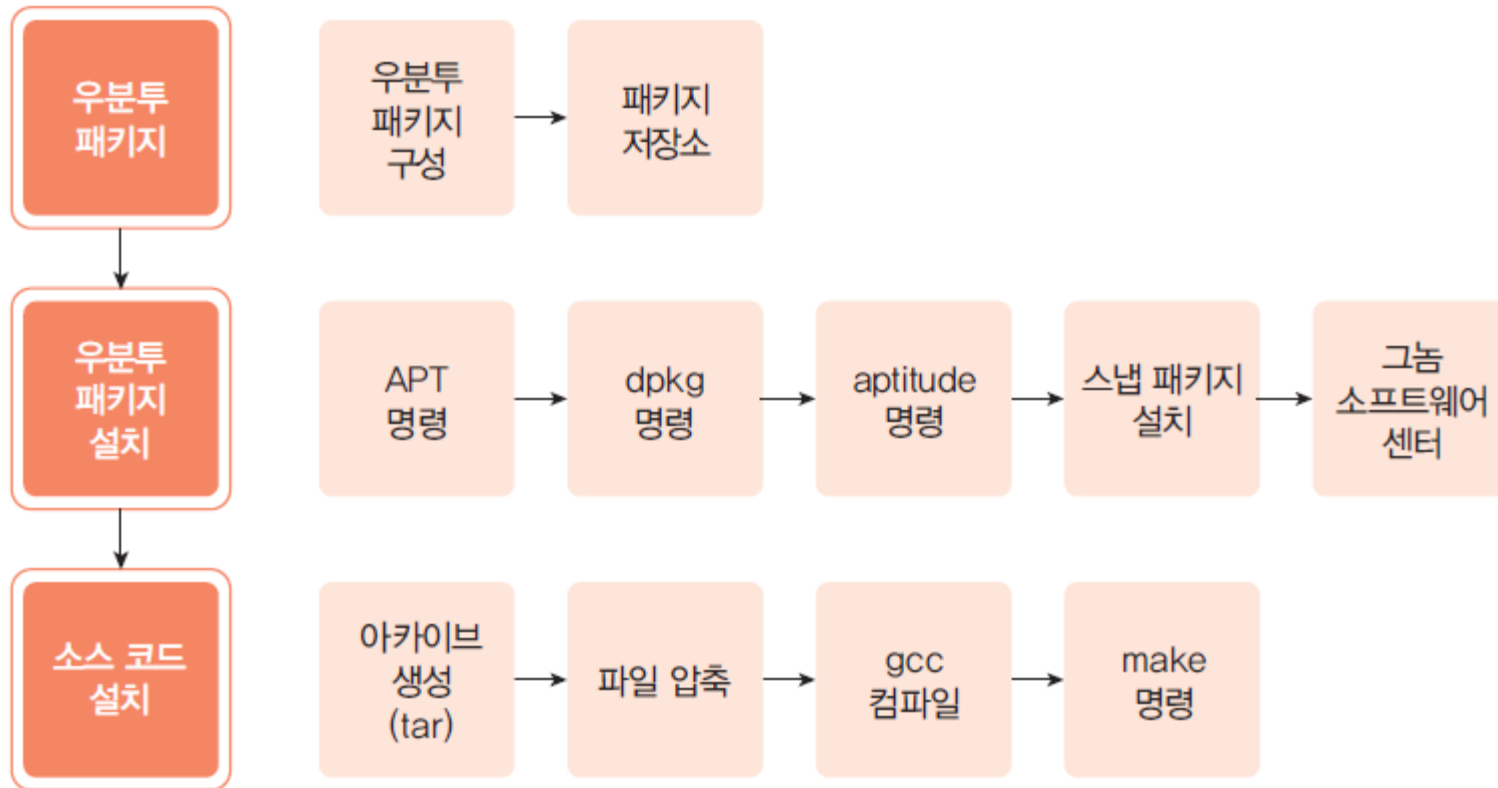 우분투
패키지
우분투
패키지
구성
패키지
저장소
우분투
패키지
설치
APT
명령
dpkg
명령
aptitude
명령
스냅 패키지
설치
그놈
소프트웨어
센터
소스 코드
설치
아카이브
생성
(tar)
파일 압축
gcc
컴파일
make
명령